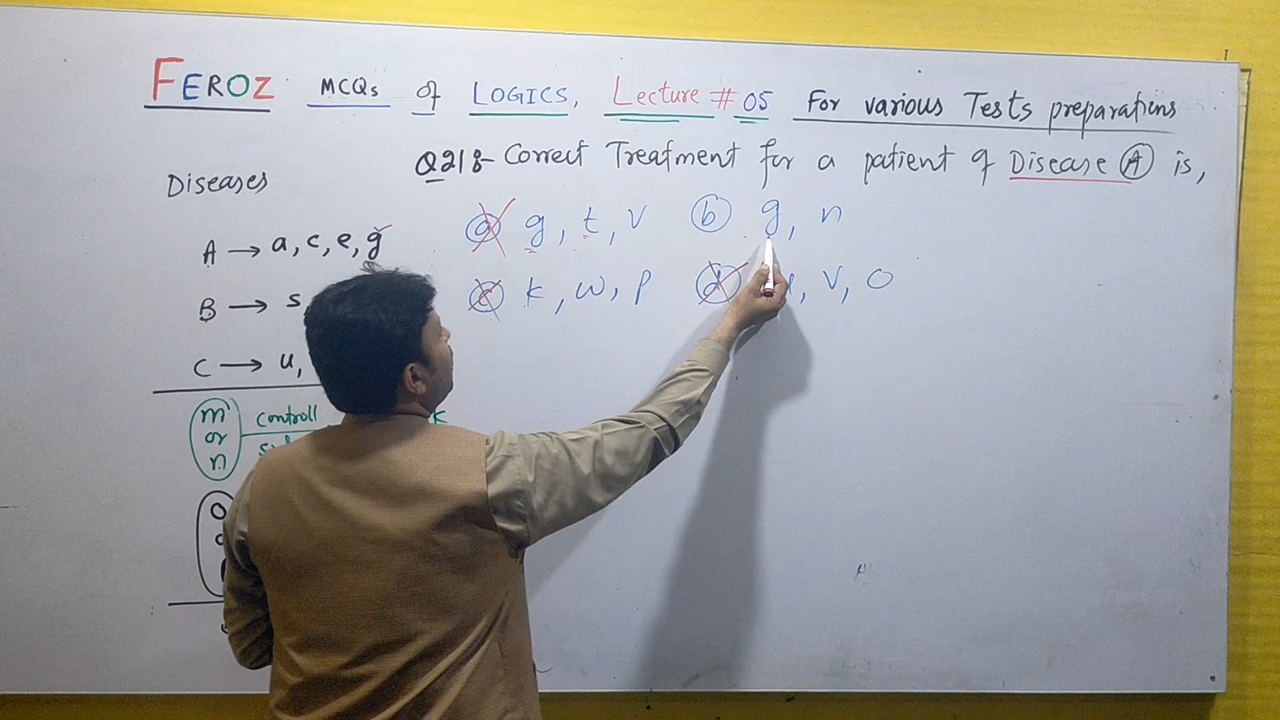 FEROZ MCQs of LOGICS, Lecture # 05 For various Tests preparations
Q218- Correct Treatment for a patient of Disease A is,
Diseases
a g, t, v b g, n
A → a, c, e, g
c k, w, p d v, o
B → s
C → u,
m or n controll k